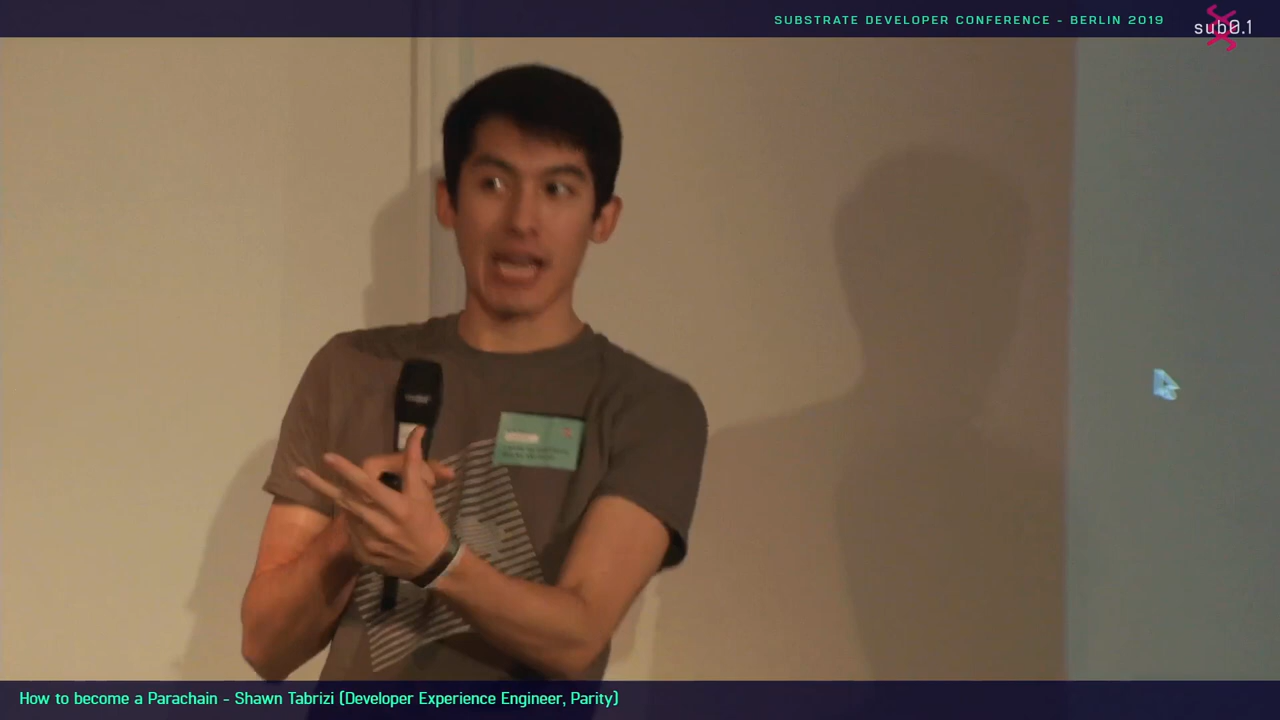 SUBSTRATE DEVELOPER CONFERENCE - BERLIN 2019
sub0.1
How to become a Parachain - Shawn Tabrizi (Developer Experience Engineer, Parity)